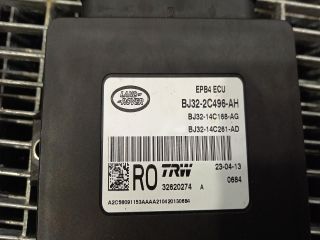 LAND-
ROVER
EPB4 ECU
BJ32-2C496-AH
BJ32-14C168-AG
BJ32-14C261-AD
R0 TRW 23-04-13
32820274 A 0684